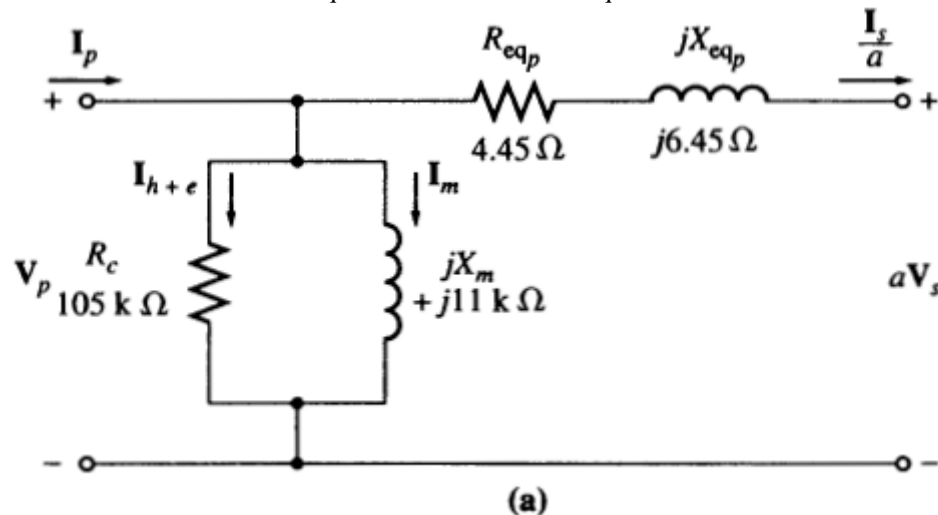 I_p
R_eq_p
jX_eq_p
I_s
a
+
+
4.45 Ω
j6.45 Ω
I_h + e
I_m
V_p
R_c
105 k Ω
jX_m
+ j11 k Ω
aV_s
–
–
(a)